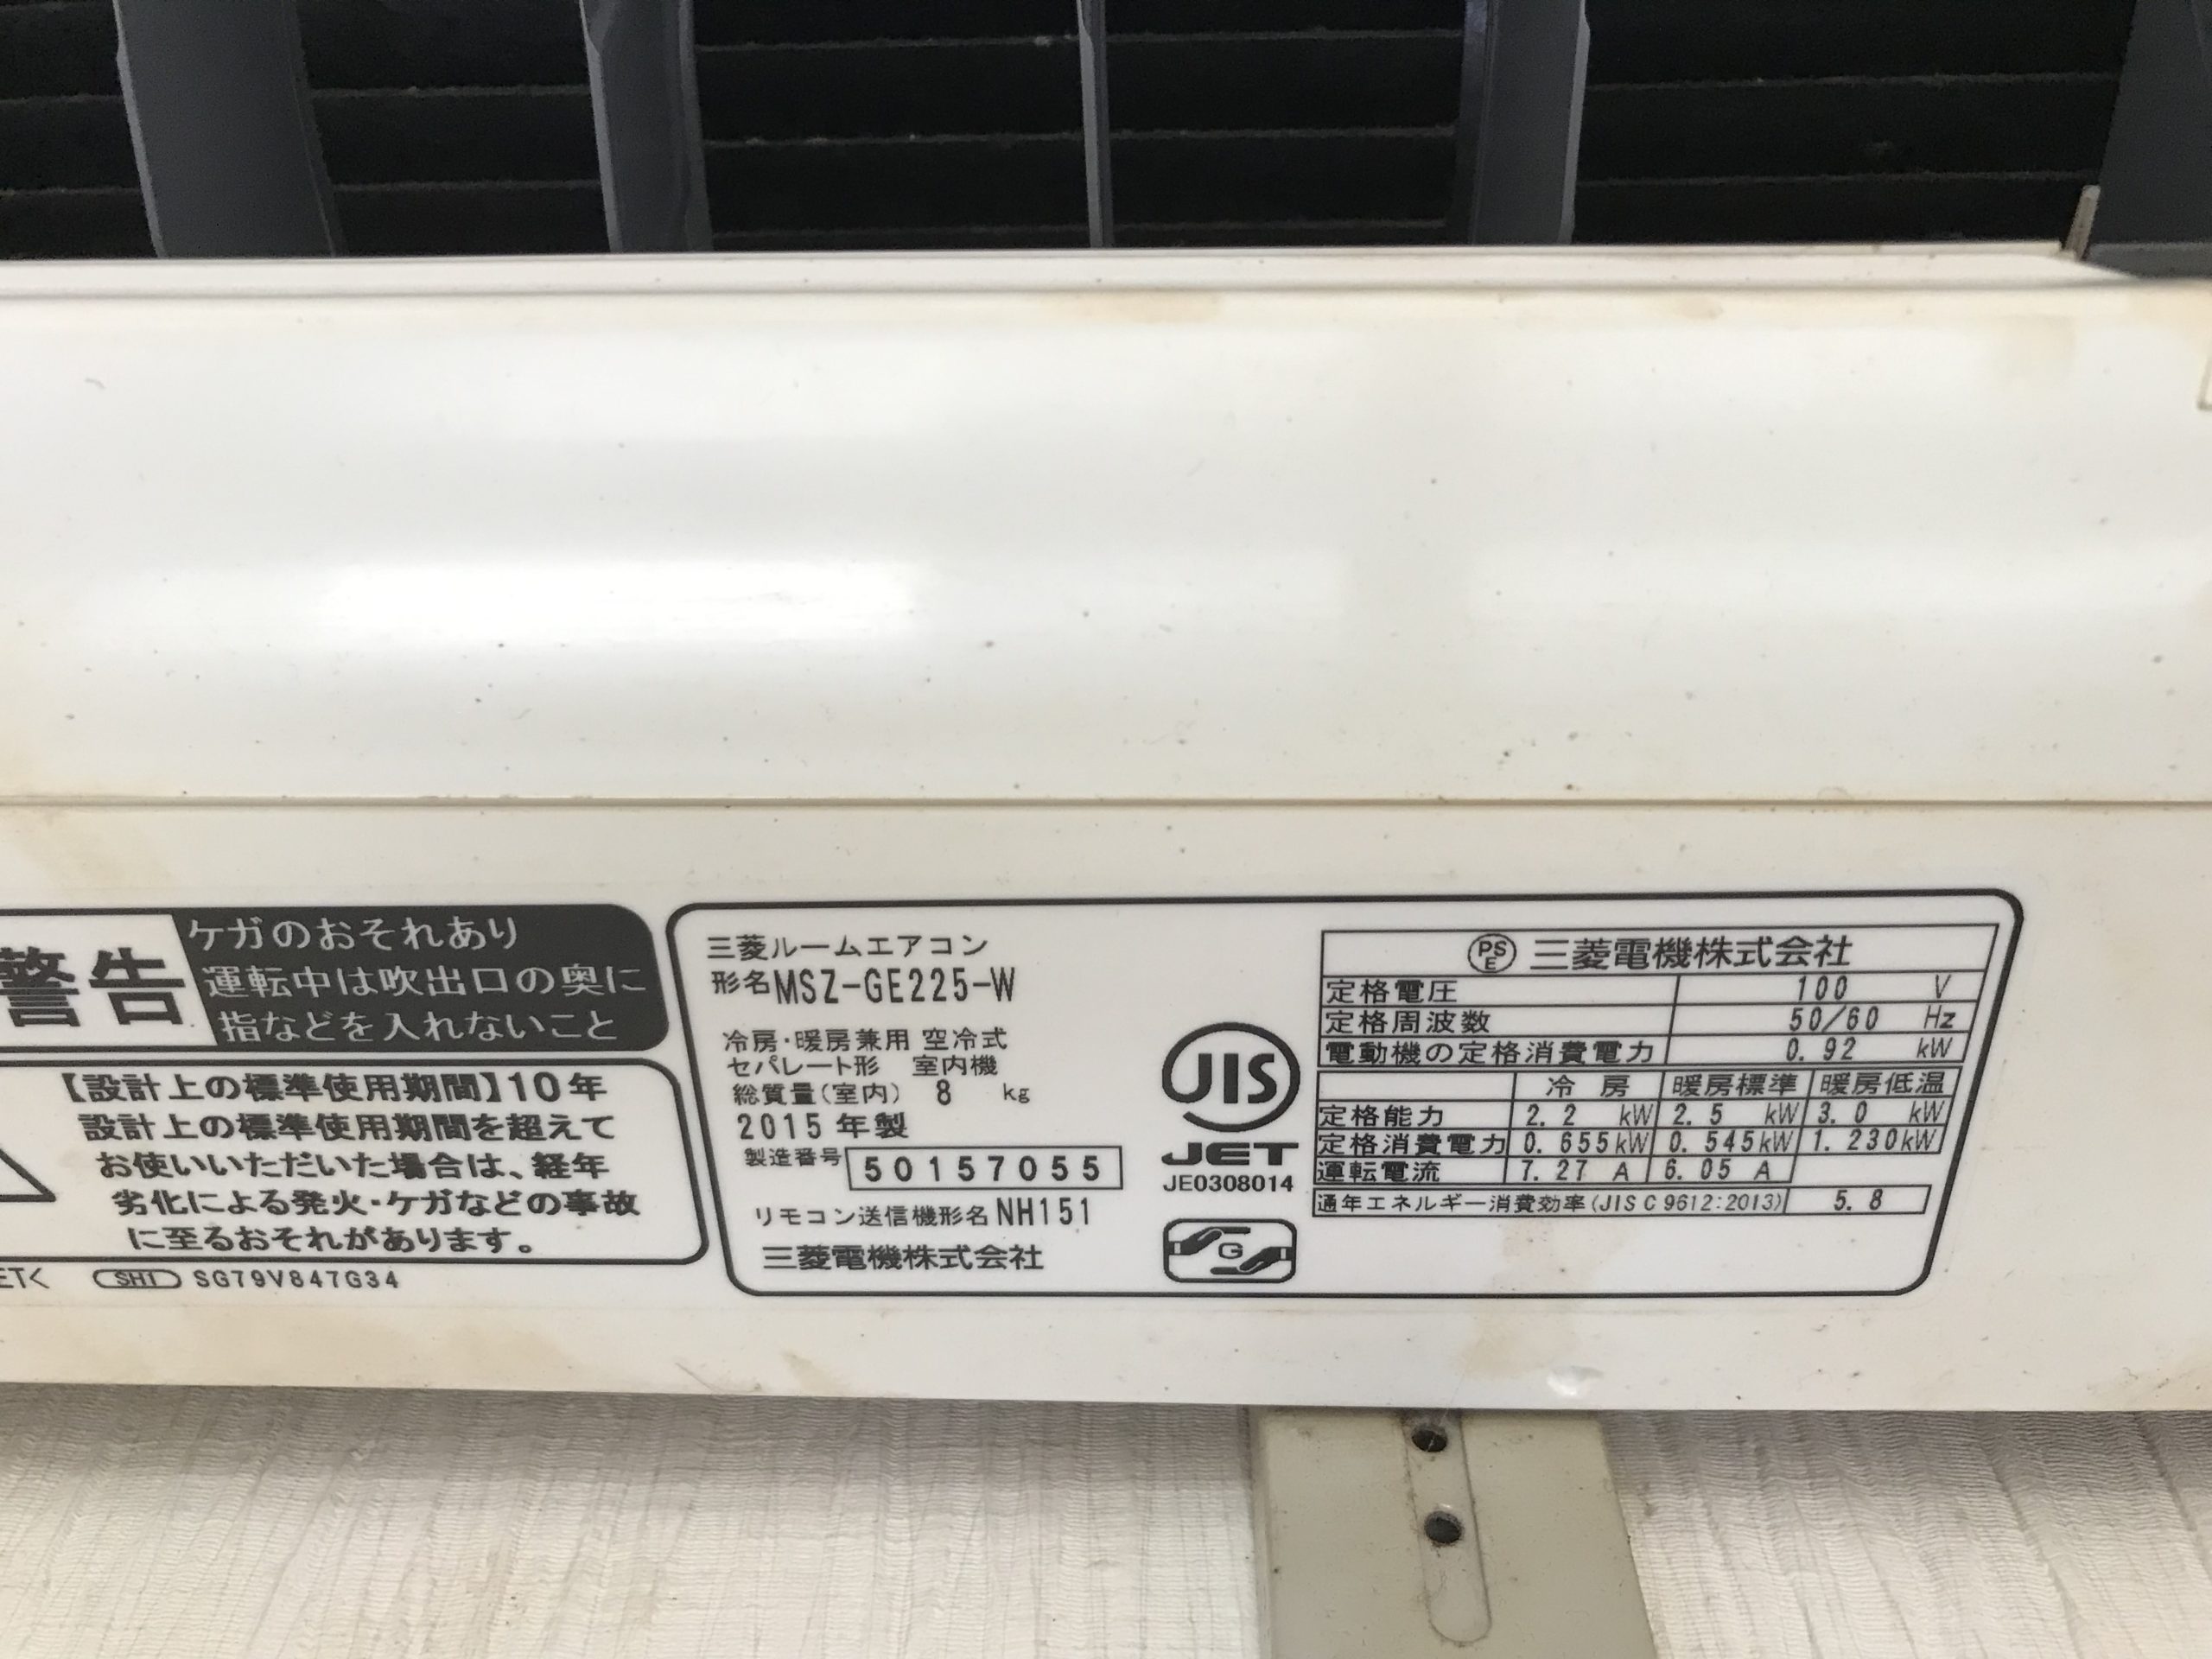 警告
ケガのおそれあり
運転中は吹出口の奥に
指などを入れないこと
【設計上の標準使用期間】10年
設計上の標準使用期間を超えて
お使いいただいた場合は、経年
劣化による発火・ケガなどの事故
に至るおそれがあります。
SHI SG79V847G34
三菱ルームエアコン
形名 MSZ-GE225-W
冷房・暖房兼用 空冷式
セパレート形 室内機
総質量(室内) 8 kg
2015年製
製造番号 50157055
リモコン送信機形名 NH151
三菱電機株式会社
JIS
JET
JE0308014
G
PSE 三菱電機株式会社
定格電圧 100 V
定格周波数 50/60 Hz
電動機の定格消費電力 0.92 kW
冷房 暖房標準 暖房低温
定格能力 2.2 kW 2.5 kW 3.0 kW
定格消費電力 0.655kW 0.545kW 1.230kW
運転電流 7.27 A 6.05 A
通年エネルギー消費効率(JIS C 9612:2013) 5.8